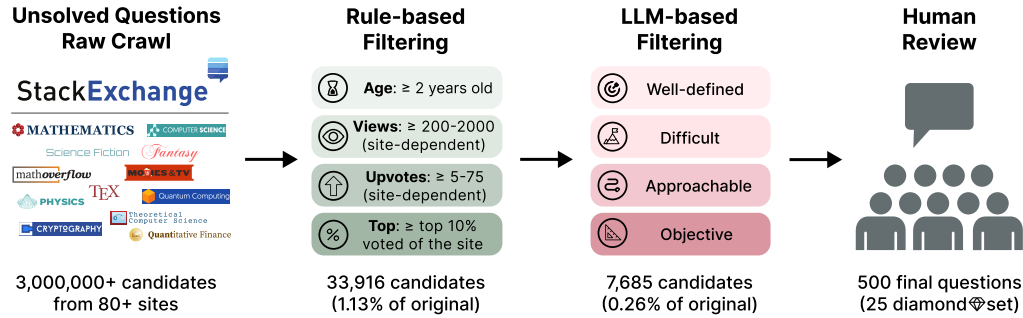 Unsolved Questions
Raw Crawl
StackExchange
MATHEMATICS
COMPUTER SCIENCE
Science Fiction
Fantasy
mathoverflow
MOVIES & TV
TEX
PHYSICS
Quantum Computing
Theoretical
Computer Science
CRYPTOGRAPHY
Quantitative Finance
3,000,000+ candidates
from 80+ sites
Rule-based
Filtering
Age: ≥ 2 years old
Views: ≥ 200-2000
(site-dependent)
Upvotes: ≥ 5-75
(site-dependent)
Top: ≥ top 10%
voted of the site
33,916 candidates
(1.13% of original)
LLM-based
Filtering
Well-defined
Difficult
Approachable
Objective
7,685 candidates
(0.26% of original)
Human
Review
500 final questions
(25 diamond set)